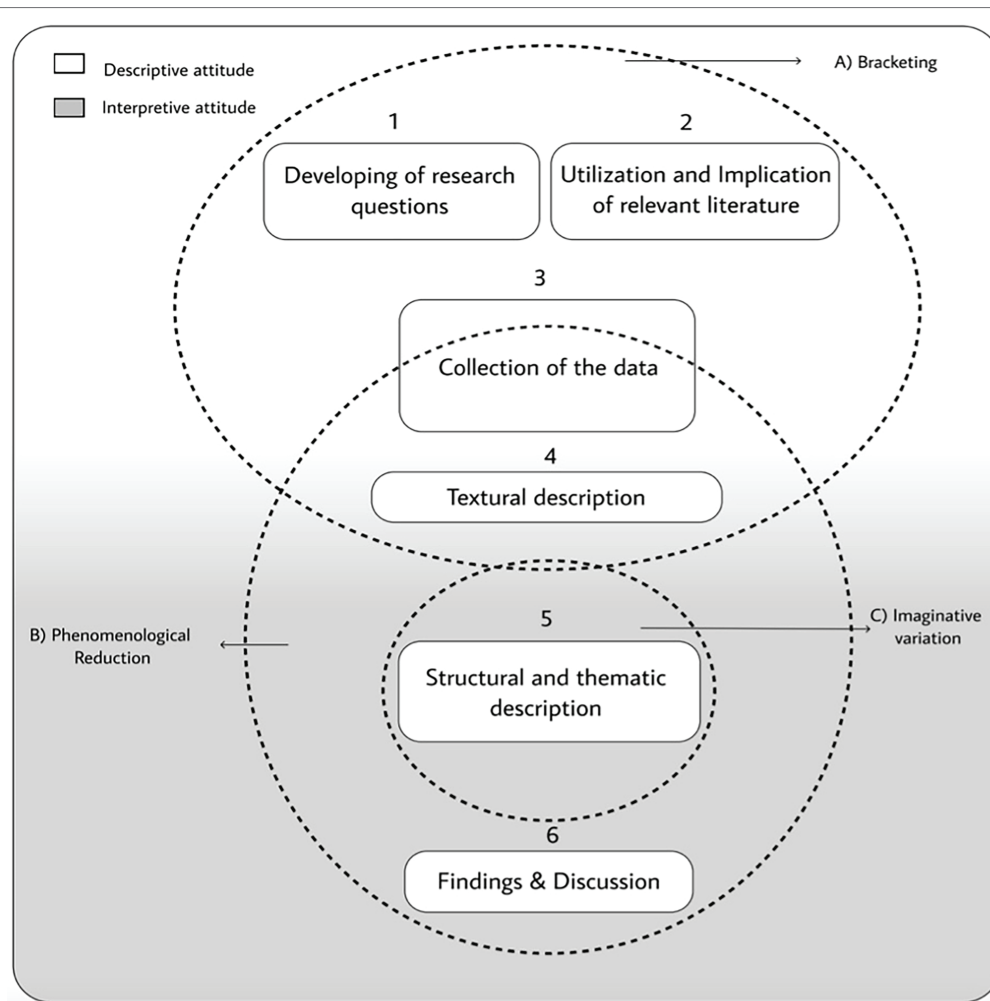 Descriptive attitude
Interpretive attitude
A) Bracketing
1
2
Developing of research
questions
Utilization and Implication
of relevant literature
3
Collection of the data
4
Textural description
B) Phenomenological
Reduction
5
C) Imaginative
variation
Structural and thematic
description
6
Findings & Discussion